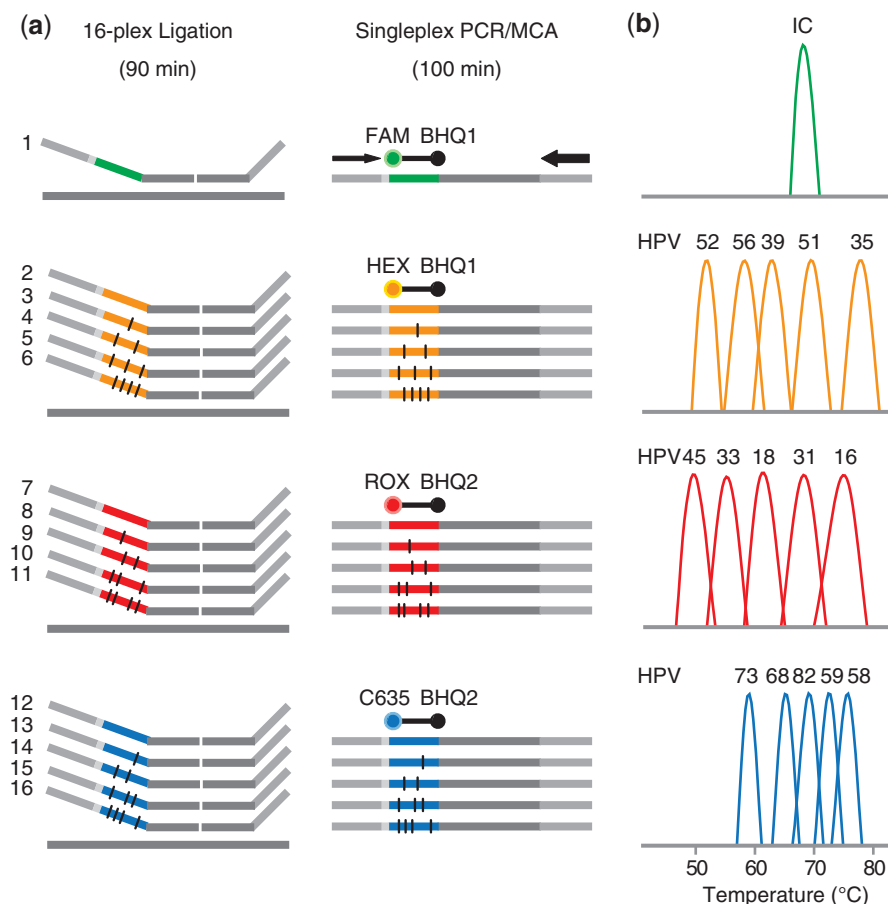 (a) 16-plex Ligation
(90 min)
Singleplex PCR/MCA
(100 min)
(b)
1
FAM BHQ1
IC
2
3
4
5
6
HEX BHQ1
HPV 52 56 39 51 35
7
8
9
10
11
ROX BHQ2
HPV 45 33 18 31 16
12
13
14
15
16
C635 BHQ2
HPV 73 68 82 59 58
50 60 70 80
Temperature (°C)